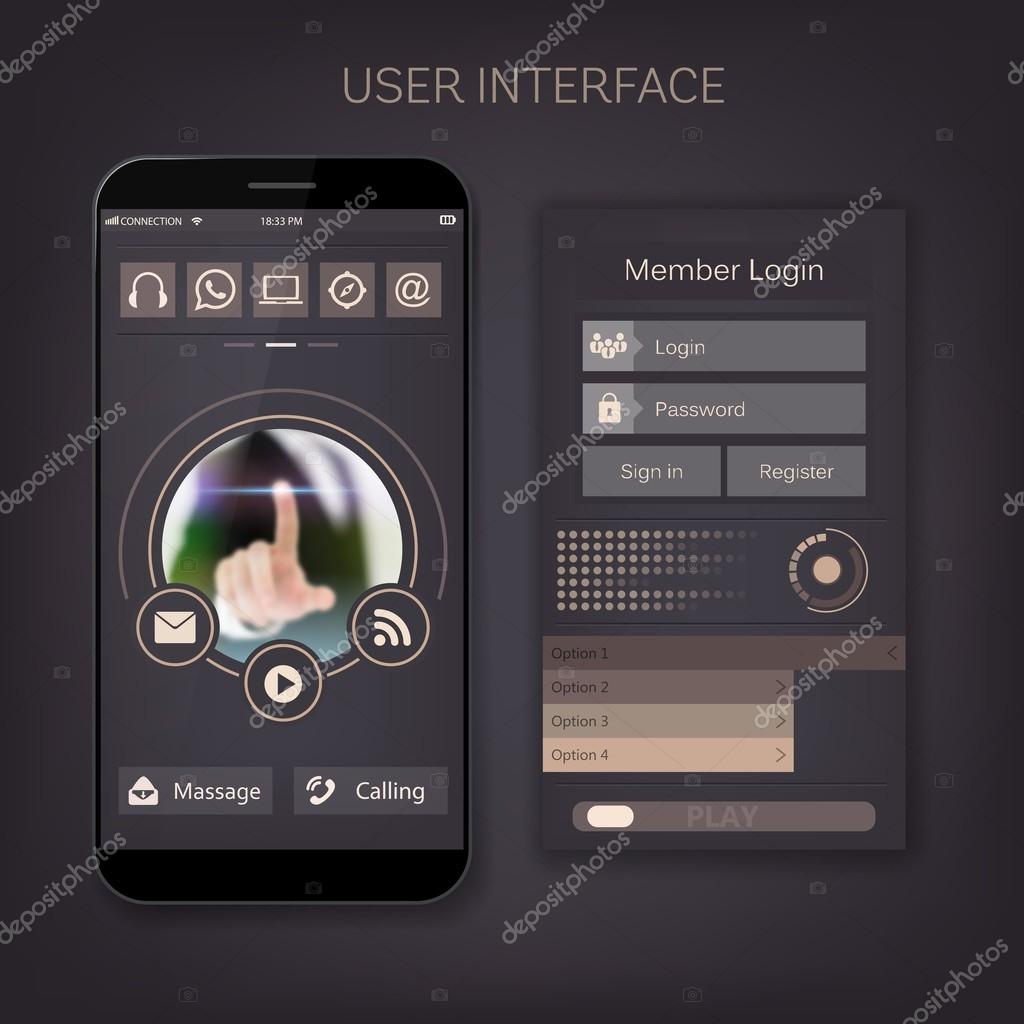 USER INTERFACE
CONNECTION 18:33 PM
@
Massage
Calling
Member Login
Login
Password
Sign in
Register
Option 1
Option 2
Option 3
Option 4
PLAY
depositphotos